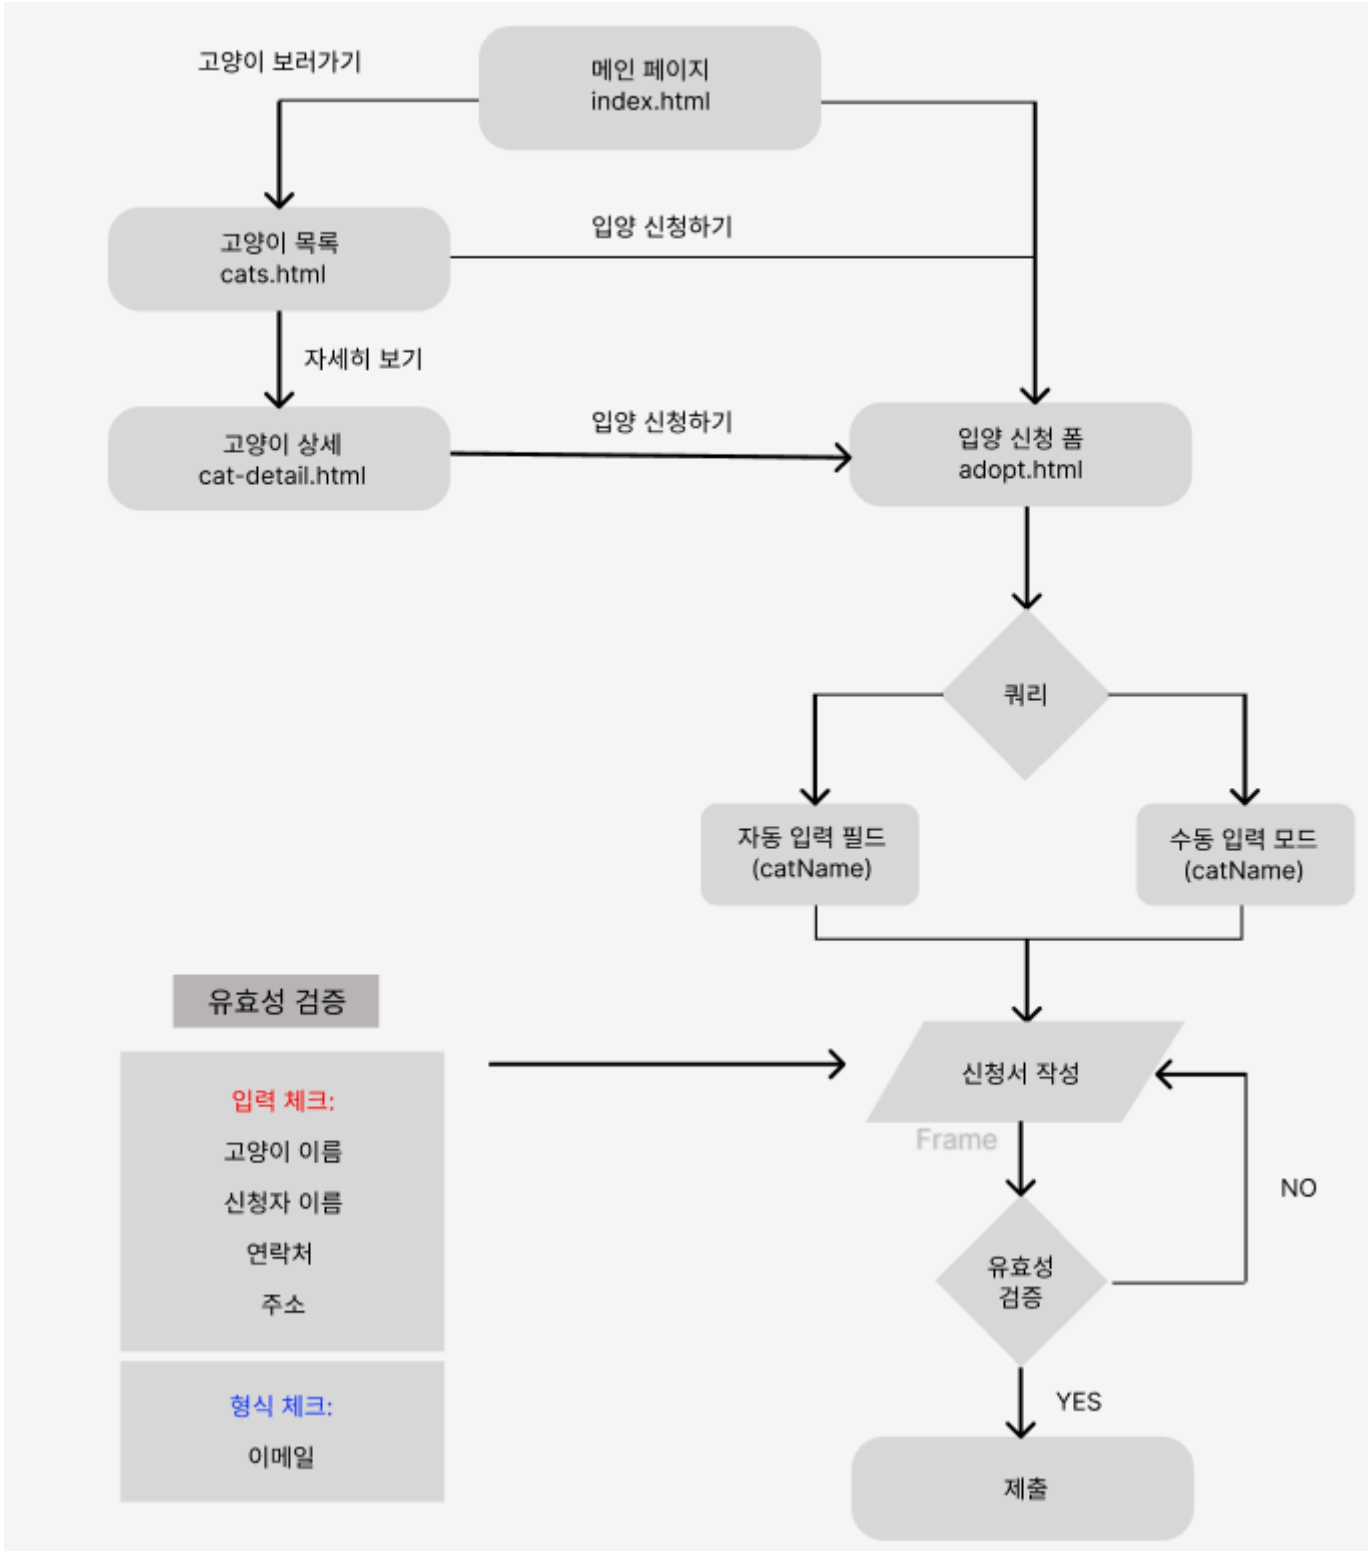 고양이 보러가기
메인 페이지
index.html
고양이 목록
cats.html
입양 신청하기
자세히 보기
고양이 상세
cat-detail.html
입양 신청하기
입양 신청 폼
adopt.html
쿼리
자동 입력 필드
(catName)
수동 입력 모드
(catName)
유효성 검증
입력 체크:
고양이 이름
신청자 이름
연락처
주소
형식 체크:
이메일
신청서 작성
Frame
NO
유효성
검증
YES
제출